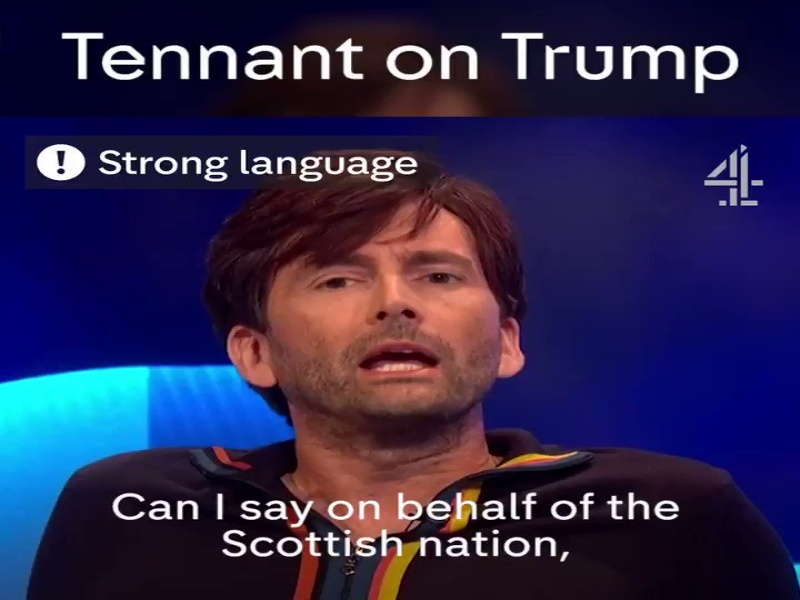 Tennant on Trump
! Strong language
4
Can I say on behalf of the
Scottish nation,